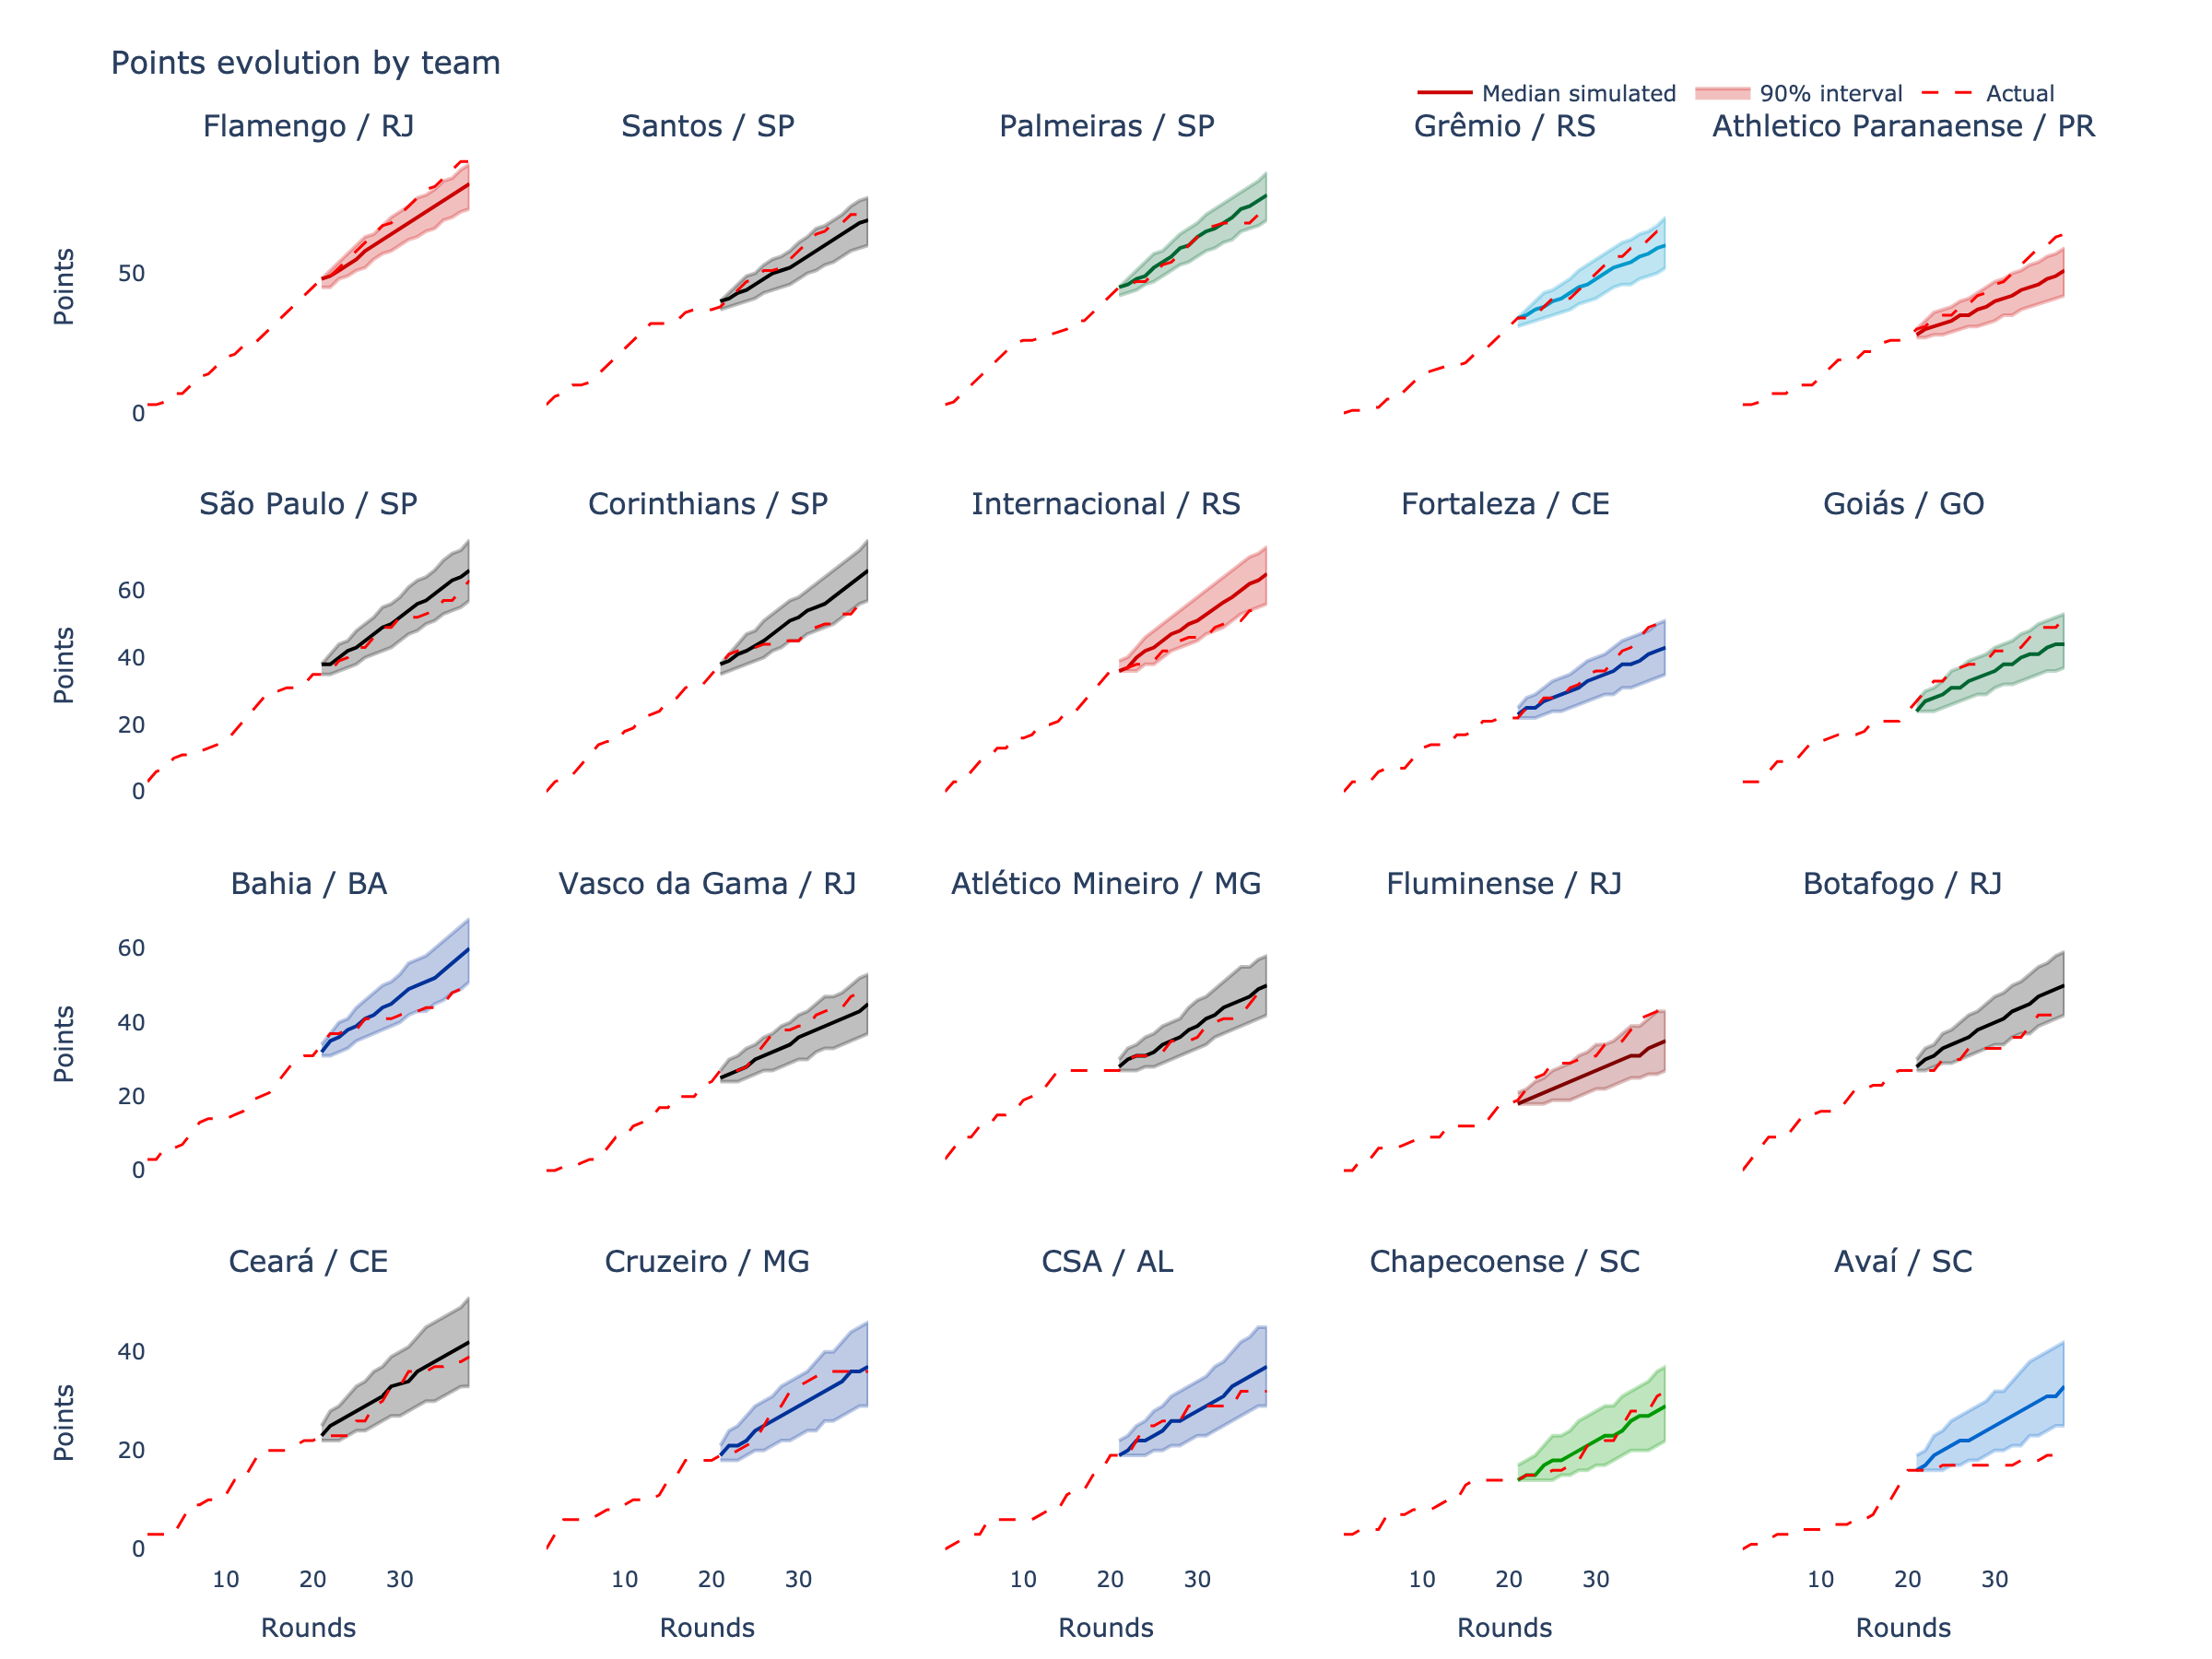 Points evolution by team
Median simulated 90% interval Actual
Flamengo / RJ Santos / SP Palmeiras / SP Grêmio / RS Athletico Paranaense / PR
50
Points
0
São Paulo / SP Corinthians / SP Internacional / RS Fortaleza / CE Goiás / GO
60
40
Points
20
0
Bahia / BA Vasco da Gama / RJ Atlético Mineiro / MG Fluminense / RJ Botafogo / RJ
60
40
Points
20
0
Ceará / CE Cruzeiro / MG CSA / AL Chapecoense / SC Avaí / SC
40
Points
20
0
10 20 30 10 20 30 10 20 30 10 20 30 10 20 30
Rounds Rounds Rounds Rounds Rounds